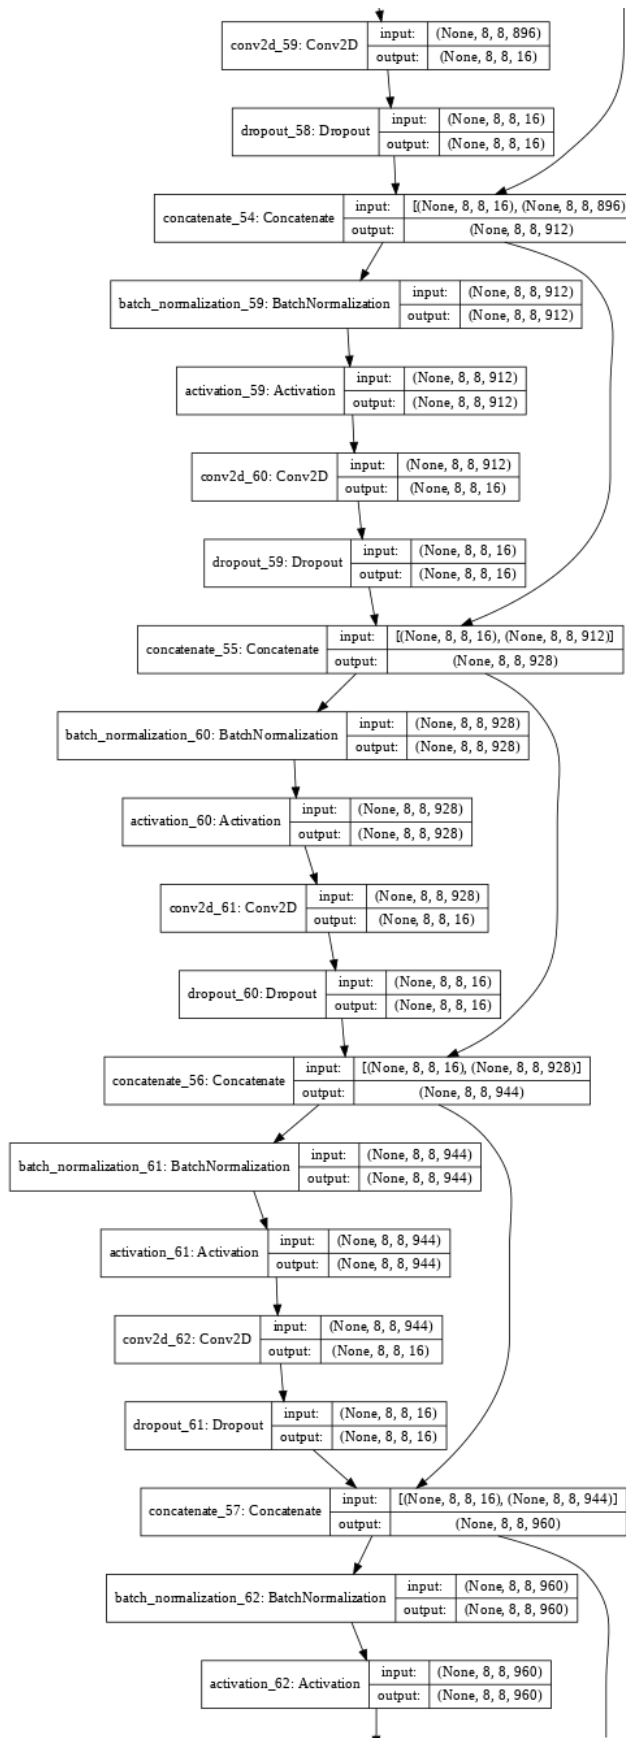 conv2d_59: Conv2D input: (None, 8, 8, 896)
output: (None, 8, 8, 16)
dropout_58: Dropout input: (None, 8, 8, 16)
output: (None, 8, 8, 16)
concatenate_54: Concatenate input: [(None, 8, 8, 16), (None, 8, 8, 896)
output: (None, 8, 8, 912)
batch_normalization_59: BatchNormalization input: (None, 8, 8, 912)
output: (None, 8, 8, 912)
activation_59: Activation input: (None, 8, 8, 912)
output: (None, 8, 8, 912)
conv2d_60: Conv2D input: (None, 8, 8, 912)
output: (None, 8, 8, 16)
dropout_59: Dropout input: (None, 8, 8, 16)
output: (None, 8, 8, 16)
concatenate_55: Concatenate input: [(None, 8, 8, 16), (None, 8, 8, 912)]
output: (None, 8, 8, 928)
batch_normalization_60: BatchNormalization input: (None, 8, 8, 928)
output: (None, 8, 8, 928)
activation_60: Activation input: (None, 8, 8, 928)
output: (None, 8, 8, 928)
conv2d_61: Conv2D input: (None, 8, 8, 928)
output: (None, 8, 8, 16)
dropout_60: Dropout input: (None, 8, 8, 16)
output: (None, 8, 8, 16)
concatenate_56: Concatenate input: [(None, 8, 8, 16), (None, 8, 8, 928)]
output: (None, 8, 8, 944)
batch_normalization_61: BatchNormalization input: (None, 8, 8, 944)
output: (None, 8, 8, 944)
activation_61: Activation input: (None, 8, 8, 944)
output: (None, 8, 8, 944)
conv2d_62: Conv2D input: (None, 8, 8, 944)
output: (None, 8, 8, 16)
dropout_61: Dropout input: (None, 8, 8, 16)
output: (None, 8, 8, 16)
concatenate_57: Concatenate input: [(None, 8, 8, 16), (None, 8, 8, 944)]
output: (None, 8, 8, 960)
batch_normalization_62: BatchNormalization input: (None, 8, 8, 960)
output: (None, 8, 8, 960)
activation_62: Activation input: (None, 8, 8, 960)
output: (None, 8, 8, 960)